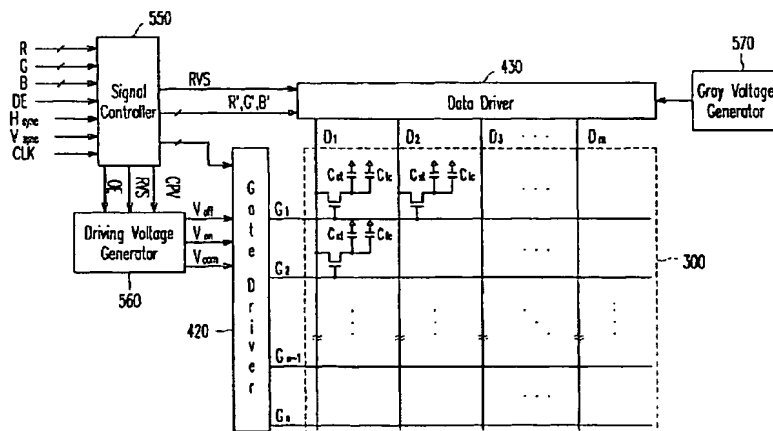 550
R
G
B
DE
H sync
V sync
CLK
Signal
Controller
RVS
R',G',B'
430
Data Driver
570
Gray Voltage
Generator
D1 D2 D3 · · · Dm
OE
RVS
CPV
Driving Voltage
Generator
560
Voff
Von
Vcom
Gate Driver
420
Cst Clc Cst Clc
G1
Cst Clc
G2
300
Gn-1
Gn